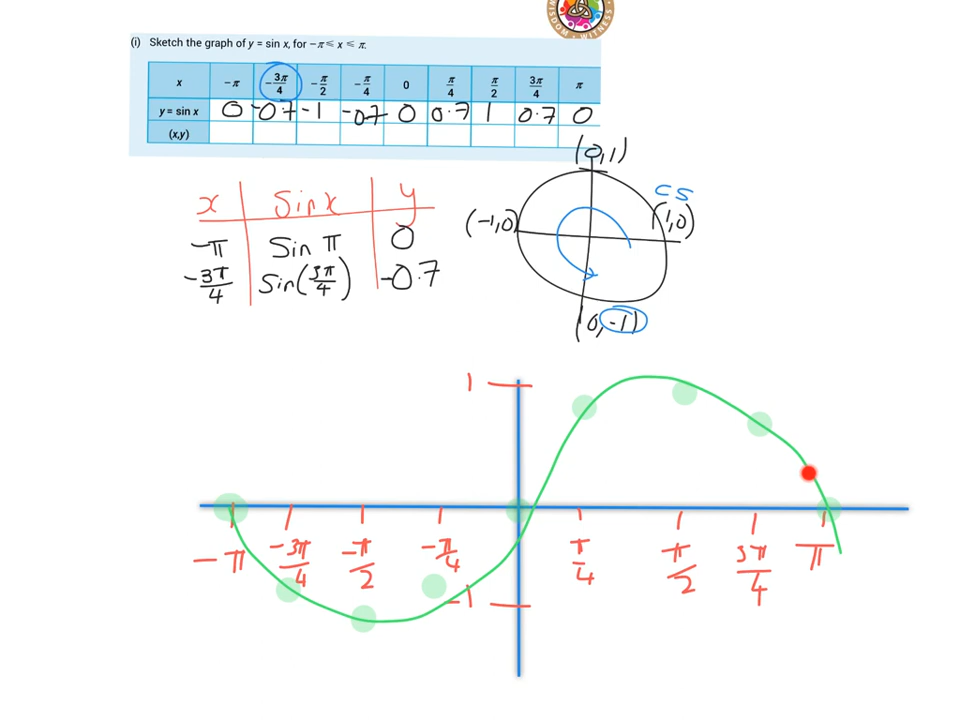 (i) Sketch the graph of y = sin x, for −π ≤ x ≤ π.
x −π −3π/4 −π/2 −π/4 0 π/4 π/2 3π/4 π
y = sin x 0 -0.7 -1 -0.7 0 0.7 1 0.7 0
(x,y)
(0,1)
CS
x Sin x y
(-1,0) (1,0)
-π Sin π 0
-3π/4 Sin(3π/4) -0.7
(0,-1)
1
-π -3π/4 -π/2 -π/4 π/4 π/2 3π/4 π
-1